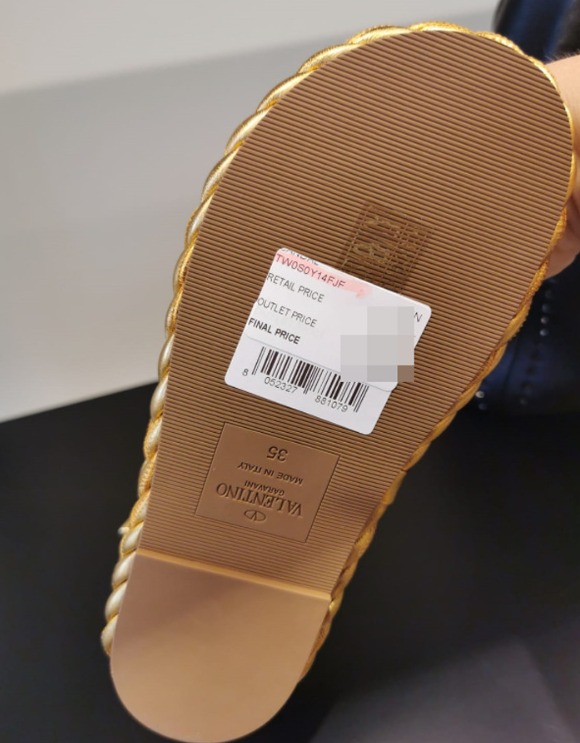 TW0S0Y14FJF
RETAIL PRICE
OUTLET PRICE
FINAL PRICE
8 052327 881079
35
MADE IN ITALY
GARAVANI
VALENTINO